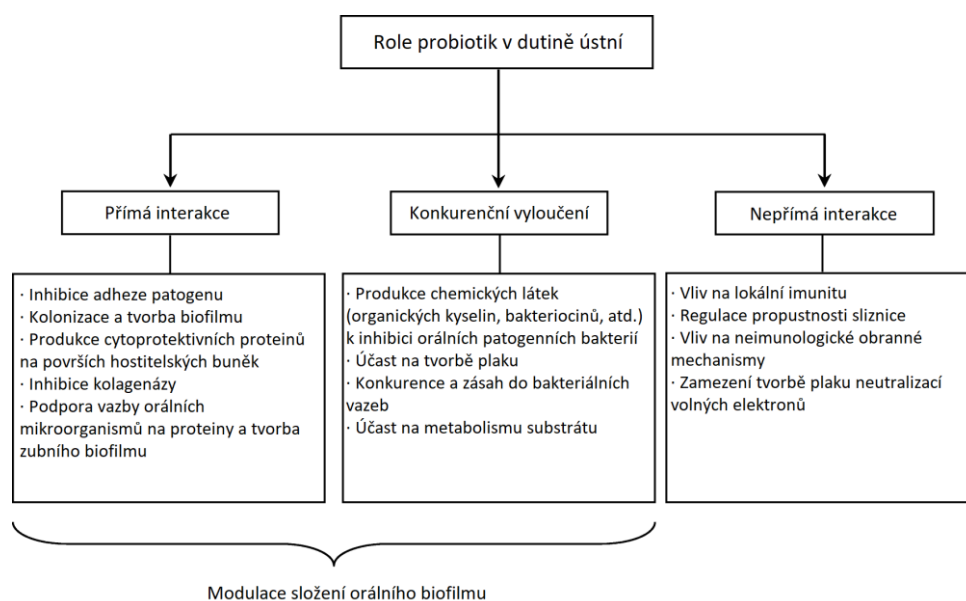 Role probiotik v dutině ústní
Přímá interakce
Konkurenční vyloučení
Nepřímá interakce
· Inhibice adheze patogenu
· Kolonizace a tvorba biofilmu
· Produkce cytoprotektivních proteinů
na površích hostitelských buněk
· Inhibice kolagenázy
· Podpora vazby orálních
mikroorganismů na proteiny a tvorba
zubního biofilmu
· Produkce chemických látek
(organických kyselin, bakteriocinů, atd.)
k inhibici orálních patogenních bakterií
· Účast na tvorbě plaku
· Konkurence a zásah do bakteriálních
vazeb
· Účast na metabolismu substrátu
· Vliv na lokální imunitu
· Regulace propustnosti sliznice
· Vliv na neimunologické obranné
mechanismy
· Zamezení tvorbě plaku neutralizací
volných elektronů
Modulace složení orálního biofilmu